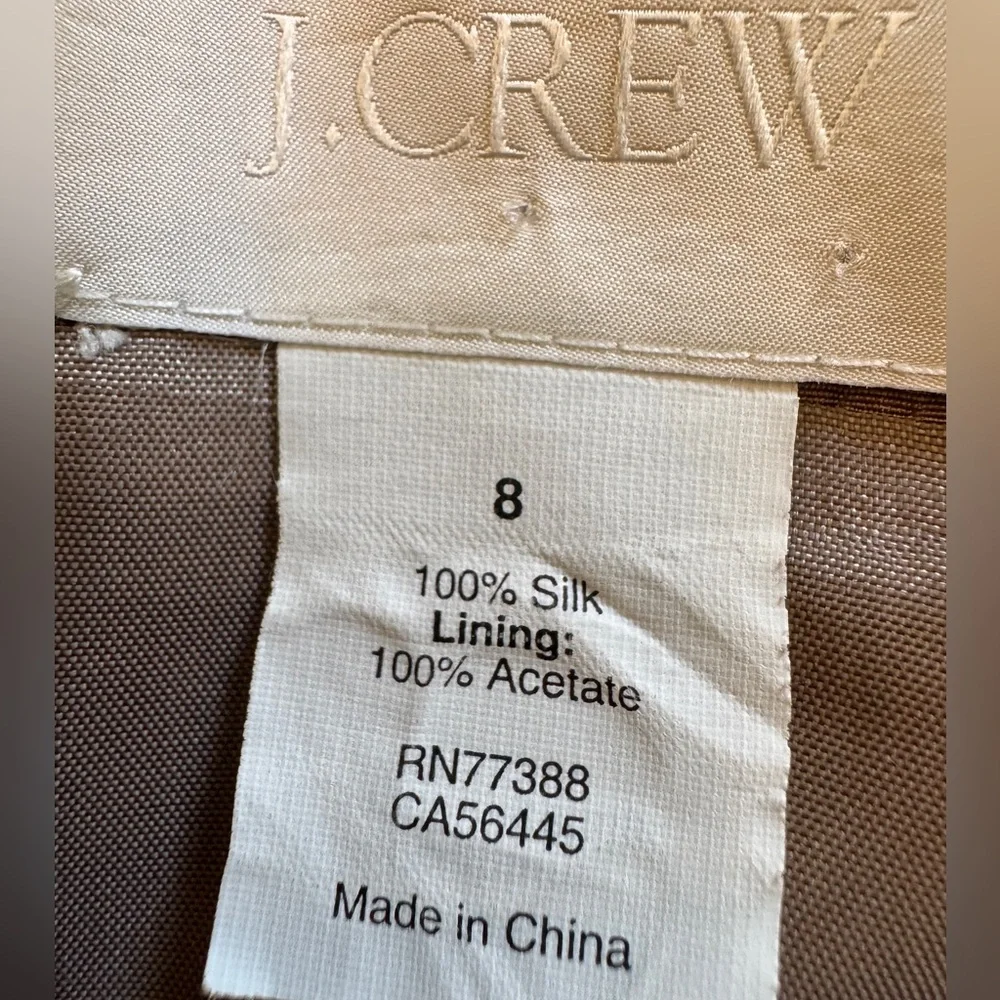 J.CREW
8
100% Silk
Lining:
100% Acetate
RN77388
CA56445
Made in China